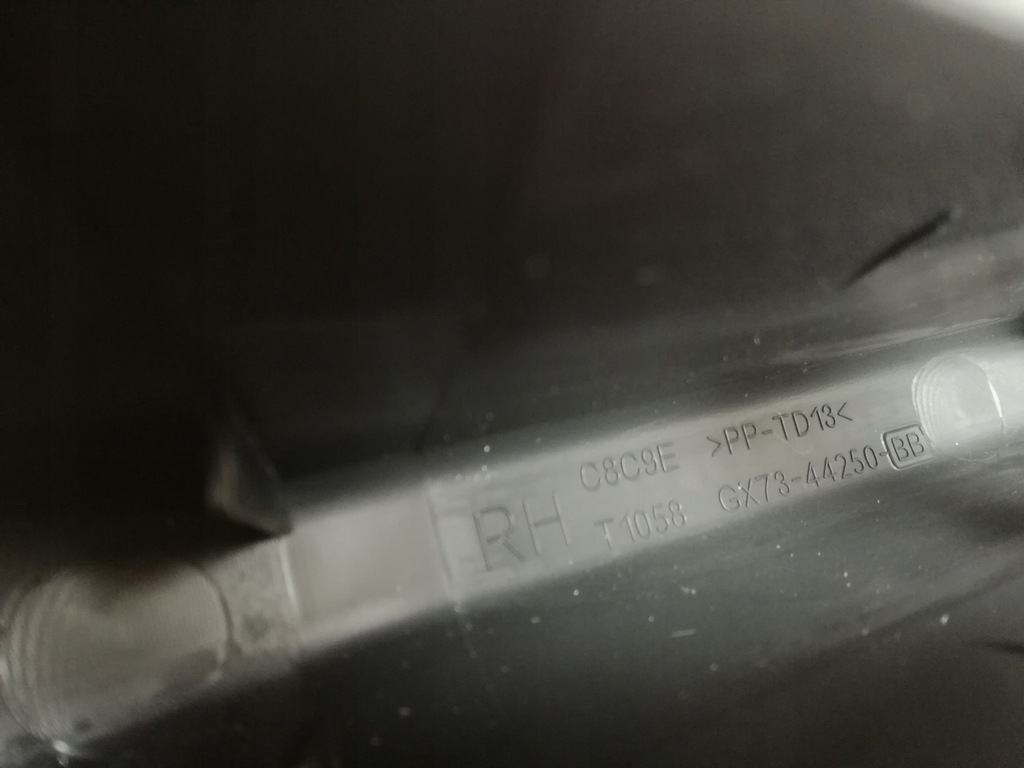 C8C9E >PP-TD13<
RH T1058 GX73-44250-BB